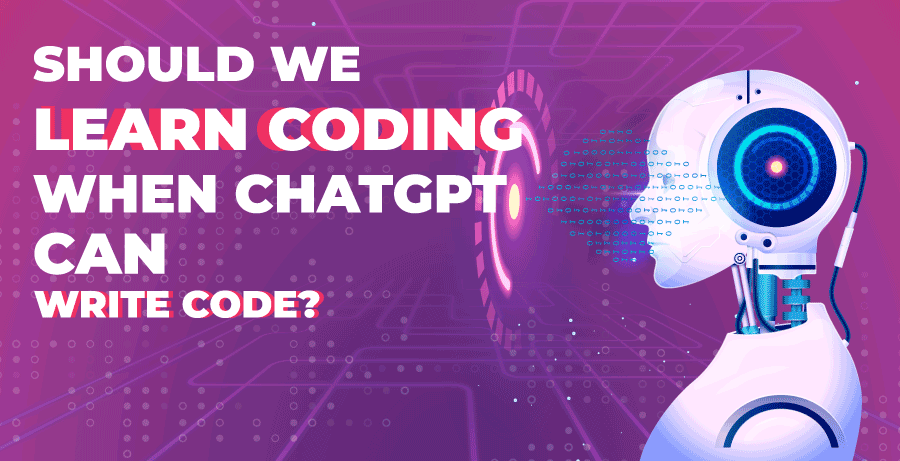 SHOULD WE
LEARN CODING
WHEN CHATGPT
CAN
WRITE CODE?